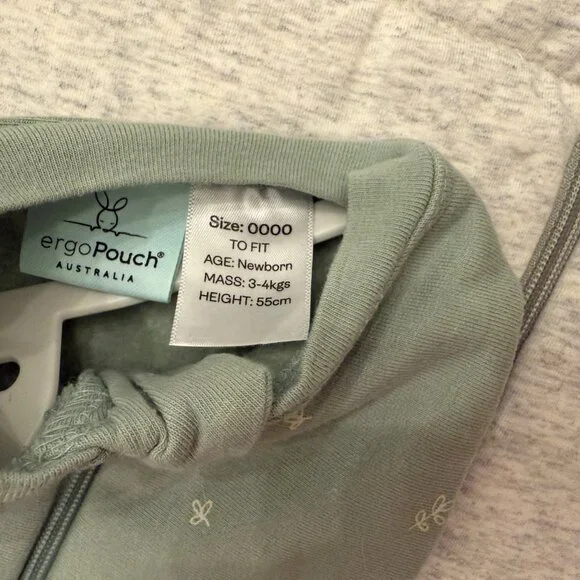 ergoPouch®
AUSTRALIA
Size: 0000
TO FIT
AGE: Newborn
MASS: 3-4kgs
HEIGHT: 55cm